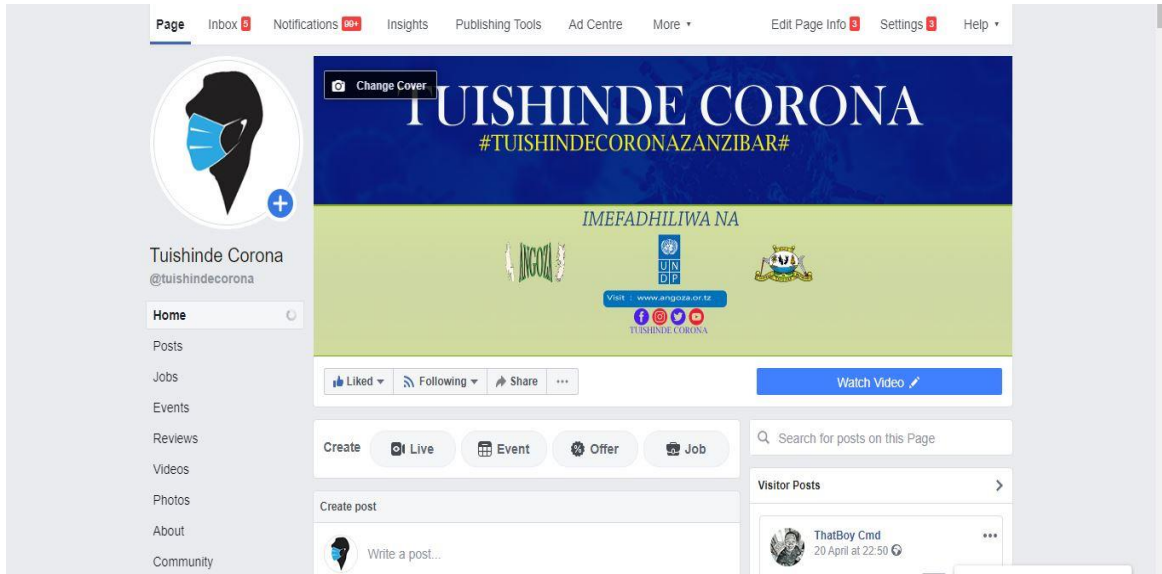 Page Inbox 5 Notifications 99+ Insights Publishing Tools Ad Centre More Edit Page Info 3 Settings 3 Help
Change Cover
TUISHINDE CORONA
#TUISHINDECORONAZANZIBAR#
IMEFADHILIWA NA
ANGOZA
UN
DP
Visit : www.angoza.or.tz
TUISHINDE CORONA
Tuishinde Corona
@tuishindecorona
Home
Posts
Jobs
Events
Reviews
Videos
Photos
About
Community
Liked Following Share ...
Watch Video
Create Live Event Offer Job
Create post
Write a post...
Search for posts on this Page
Visitor Posts
ThatBoy Cmd
20 April at 22:50